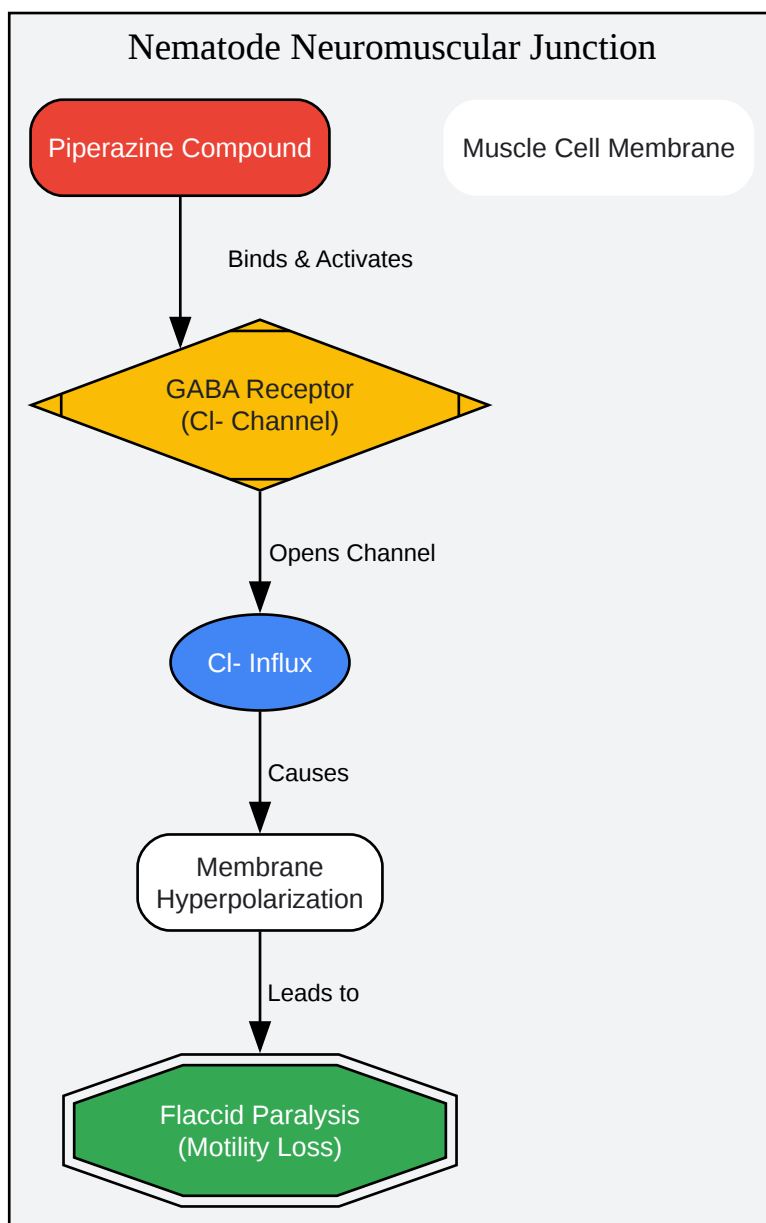 Nematode Neuromuscular Junction
Piperazine Compound
Muscle Cell Membrane
Binds & Activates
GABA Receptor
(Cl- Channel)
Opens Channel
Cl- Influx
Causes
Membrane
Hyperpolarization
Leads to
Flaccid Paralysis
(Motility Loss)